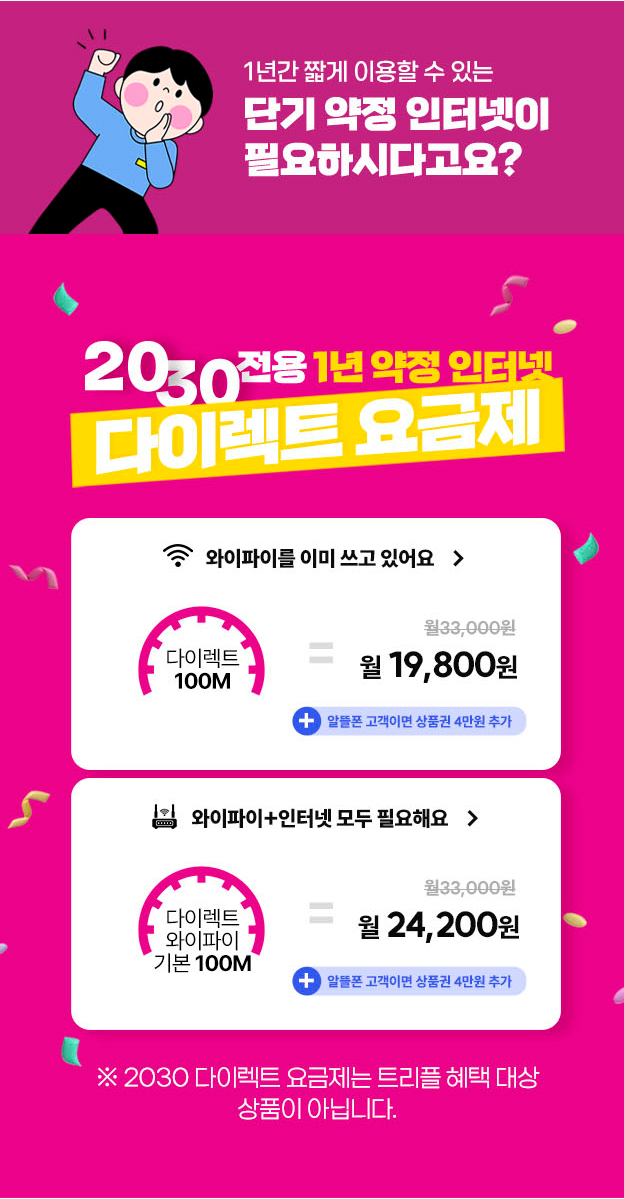 1년간 짧게 이용할 수 있는
단기 약정 인터넷이
필요하시다고요?
2030전용 1년 약정 인터넷
다이렉트 요금제
와이파이를 이미 쓰고 있어요
다이렉트
100M
월33,000원
= 월 19,800원
+ 알뜰폰 고객이면 상품권 4만원 추가
와이파이+인터넷 모두 필요해요
다이렉트
와이파이
기본 100M
월33,000원
= 월 24,200원
+ 알뜰폰 고객이면 상품권 4만원 추가
※ 2030 다이렉트 요금제는 트리플 혜택 대상
상품이 아닙니다.